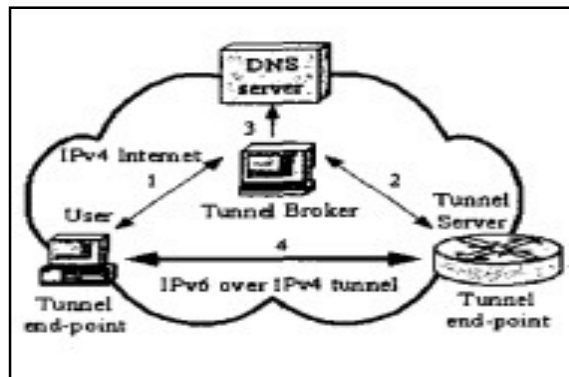 DNS
server
3
IPv4 Internet
1
2
User
Tunnel Broker
Tunnel
Server
4
IPv6 over IPv4 tunnel
Tunnel
end-point
Tunnel
end-point